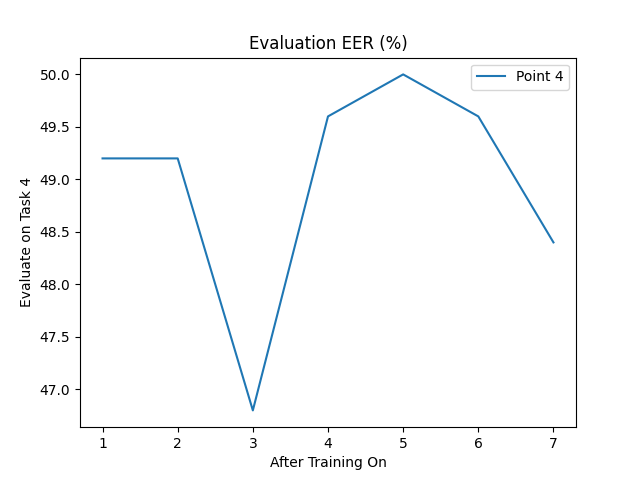 Evaluation EER (%)
Point 4
50.0
49.5
49.0
48.5
48.0
47.5
47.0
Evaluate on Task 4
1 2 3 4 5 6 7
After Training On